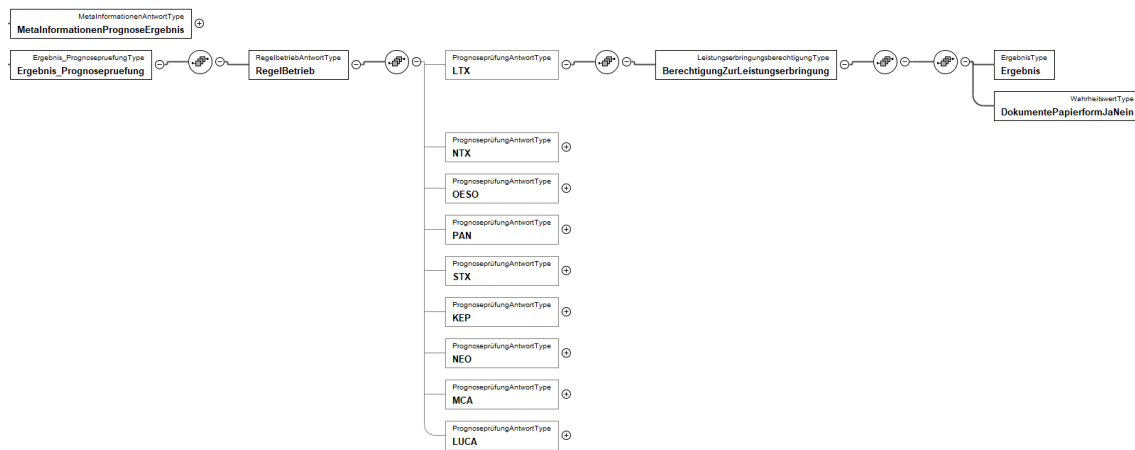 MetaInformationenAntwortType
MetaInformationenPrognoseErgebnis
Ergebnis_PrognosepruefungType
Ergebnis_Prognosepruefung
RegelbetriebAntwortType
RegelBetrieb
PrognoseprüfungAntwortType
LTX
LeistungserbringungsberechtigungType
BerechtigungZurLeistungserbringung
ErgebnisType
Ergebnis
WahrheitswertType
DokumentePapierformJaNein
PrognoseprüfungAntwortType
NTX
PrognoseprüfungAntwortType
OESO
PrognoseprüfungAntwortType
PAN
PrognoseprüfungAntwortType
STX
PrognoseprüfungAntwortType
KEP
PrognoseprüfungAntwortType
NEO
PrognoseprüfungAntwortType
MCA
PrognoseprüfungAntwortType
LUCA